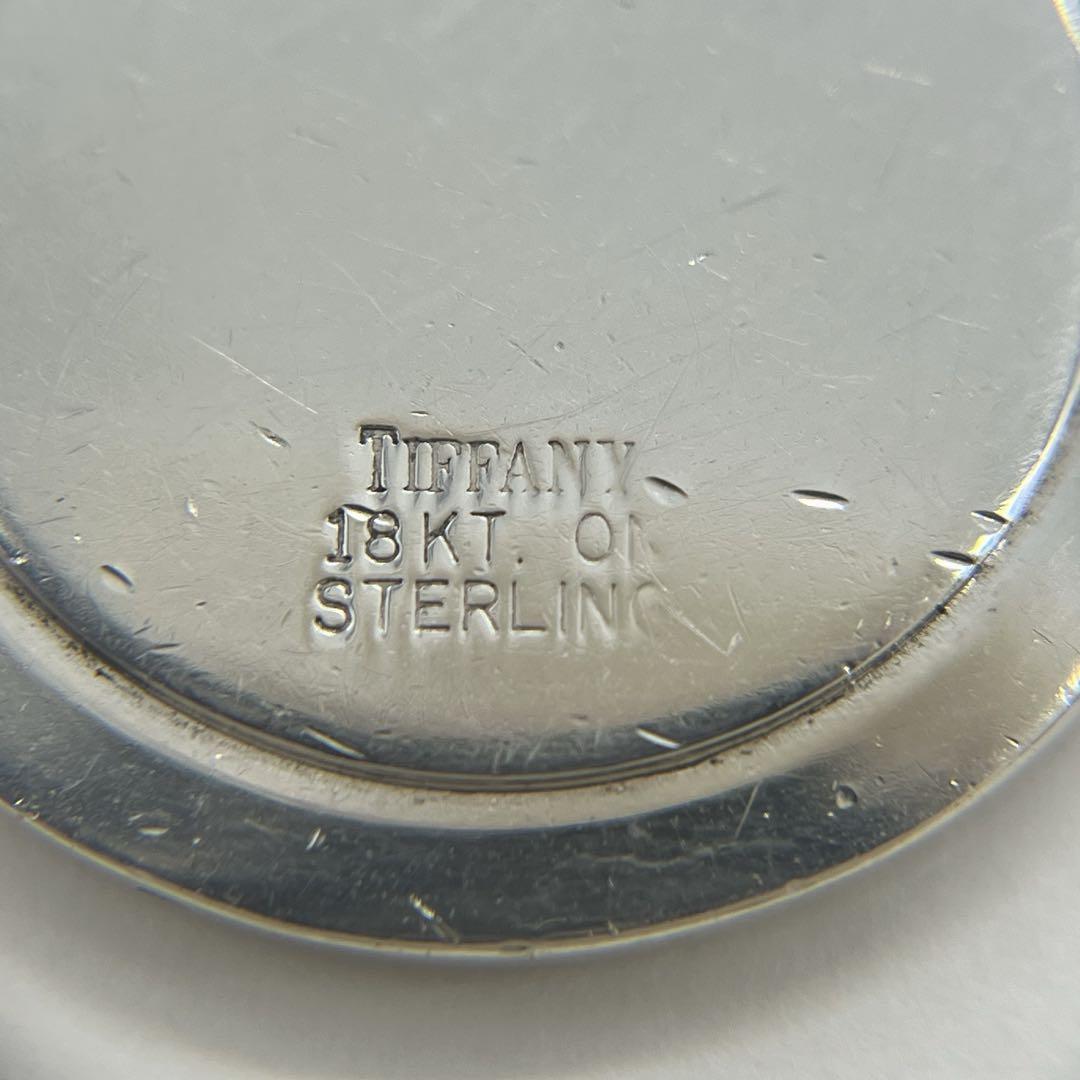 TIFFANY
18KT. ON
STERLING